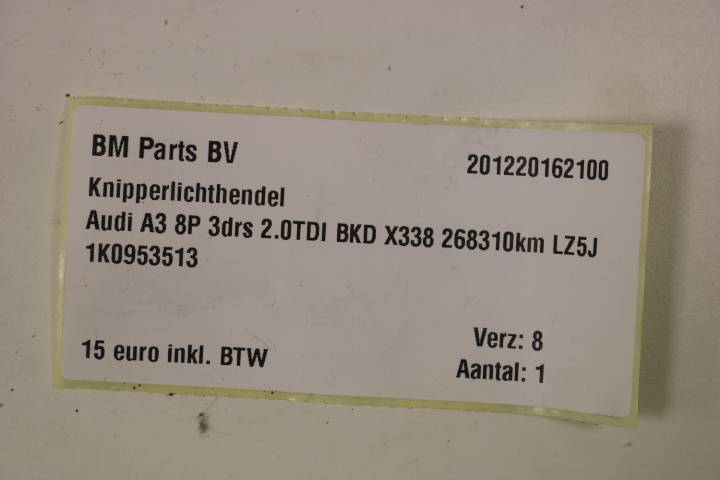 BM Parts BV
201220162100
Knipperlichthendel
Audi A3 8P 3drs 2.0TDI BKD X338 268310km LZ5J
1K0953513
15 euro inkl. BTW
Verz: 8
Aantal: 1